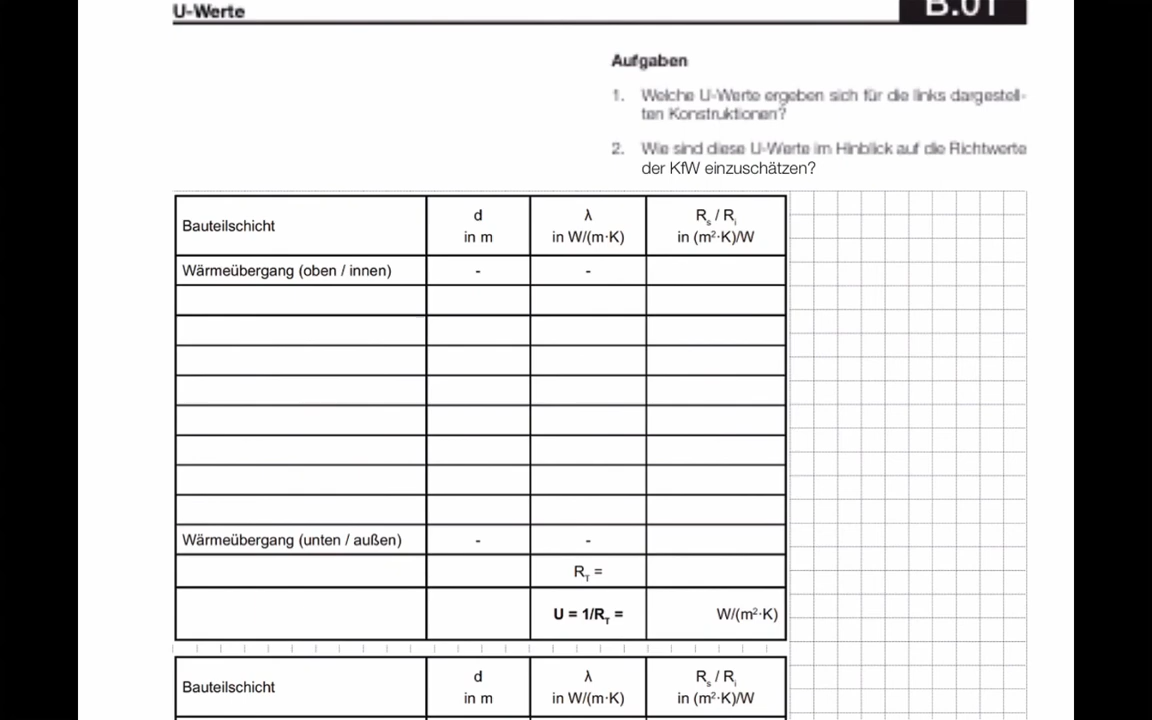 U-Werte
B.01
Aufgaben
1. Welche U-Werte ergeben sich für die links dargestell-
ten Konstruktionen?
2. Wie sind diese U-Werte im Hinblick auf die Richtwerte
der KfW einzuschätzen?
Bauteilschicht d λ Rs / Ri
in m in W/(m·K) in (m²·K)/W
Wärmeübergang (oben / innen) - -
Wärmeübergang (unten / außen) - -
RT =
U = 1/RT = W/(m²·K)
Bauteilschicht d λ Rs / Ri
in m in W/(m·K) in (m²·K)/W